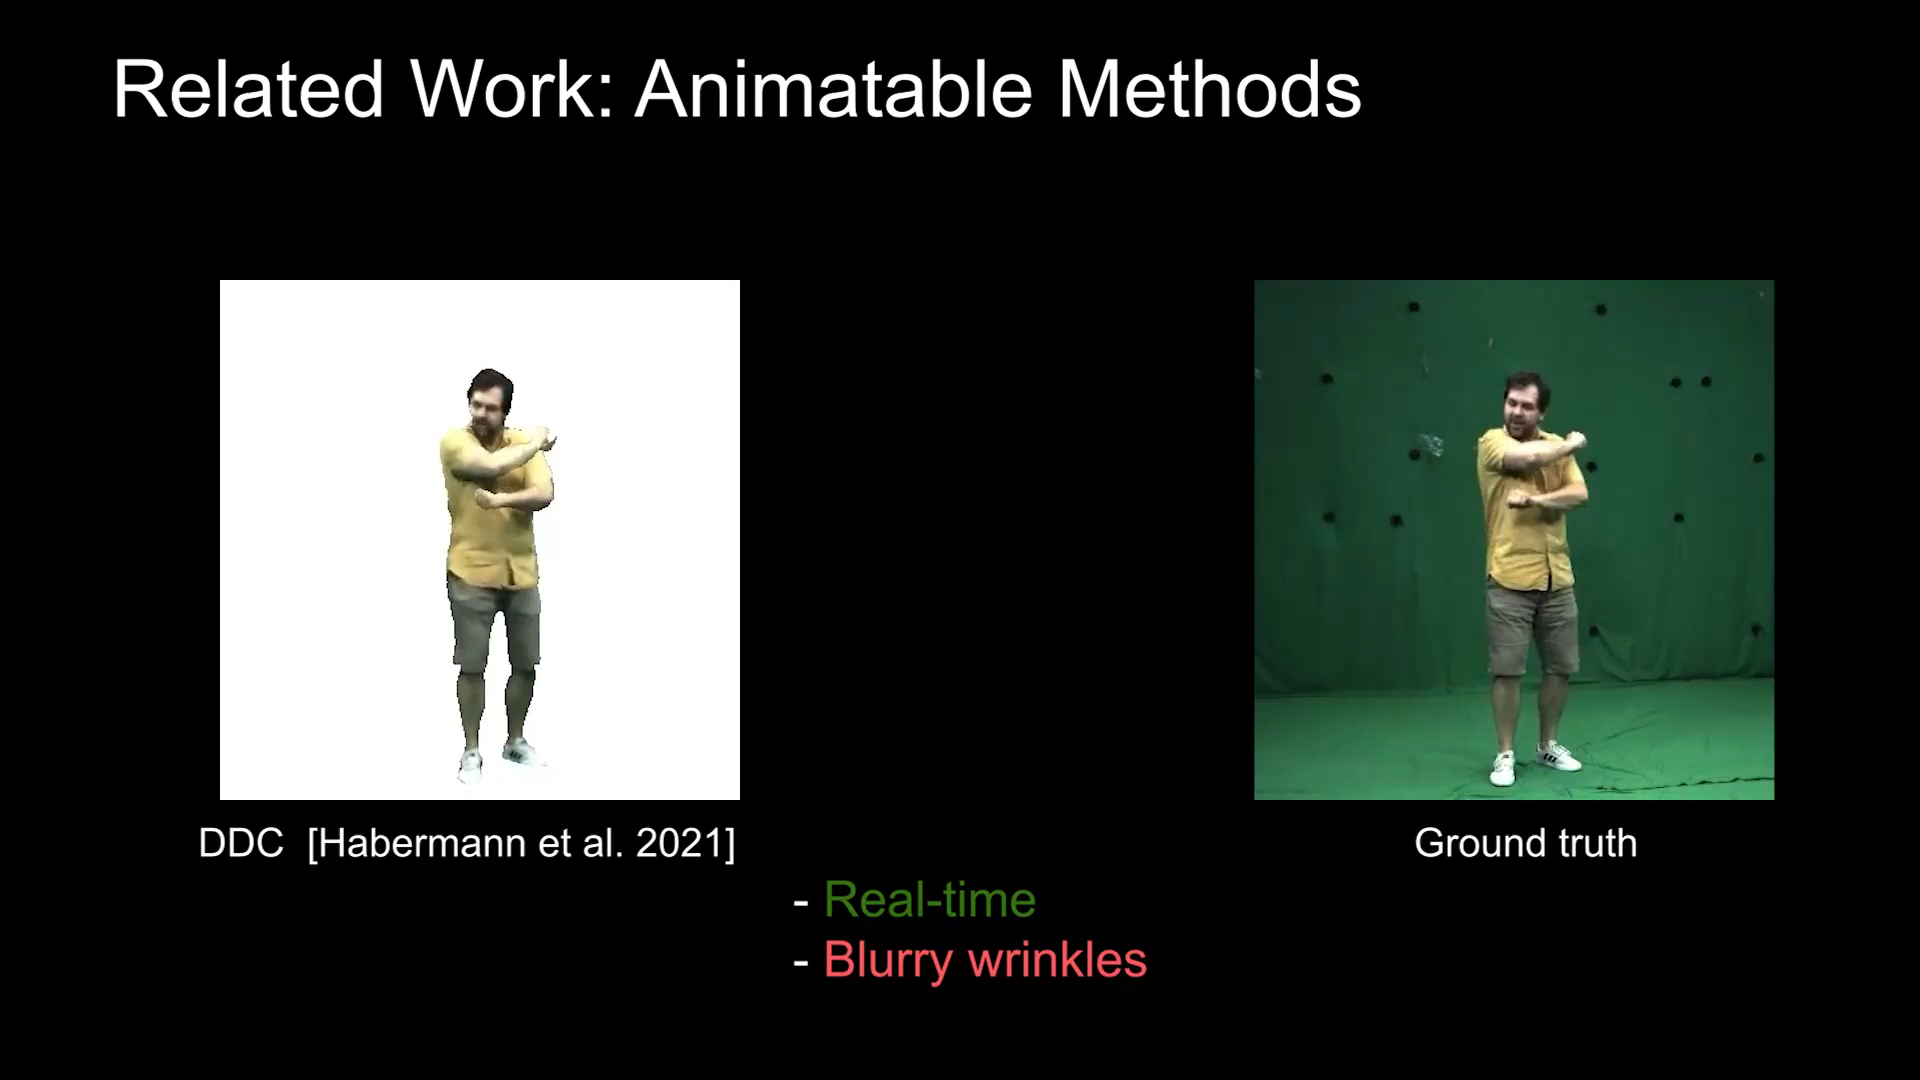 Related Work: Animatable Methods
DDC [Habermann et al. 2021]
Ground truth
- Real-time
- Blurry wrinkles